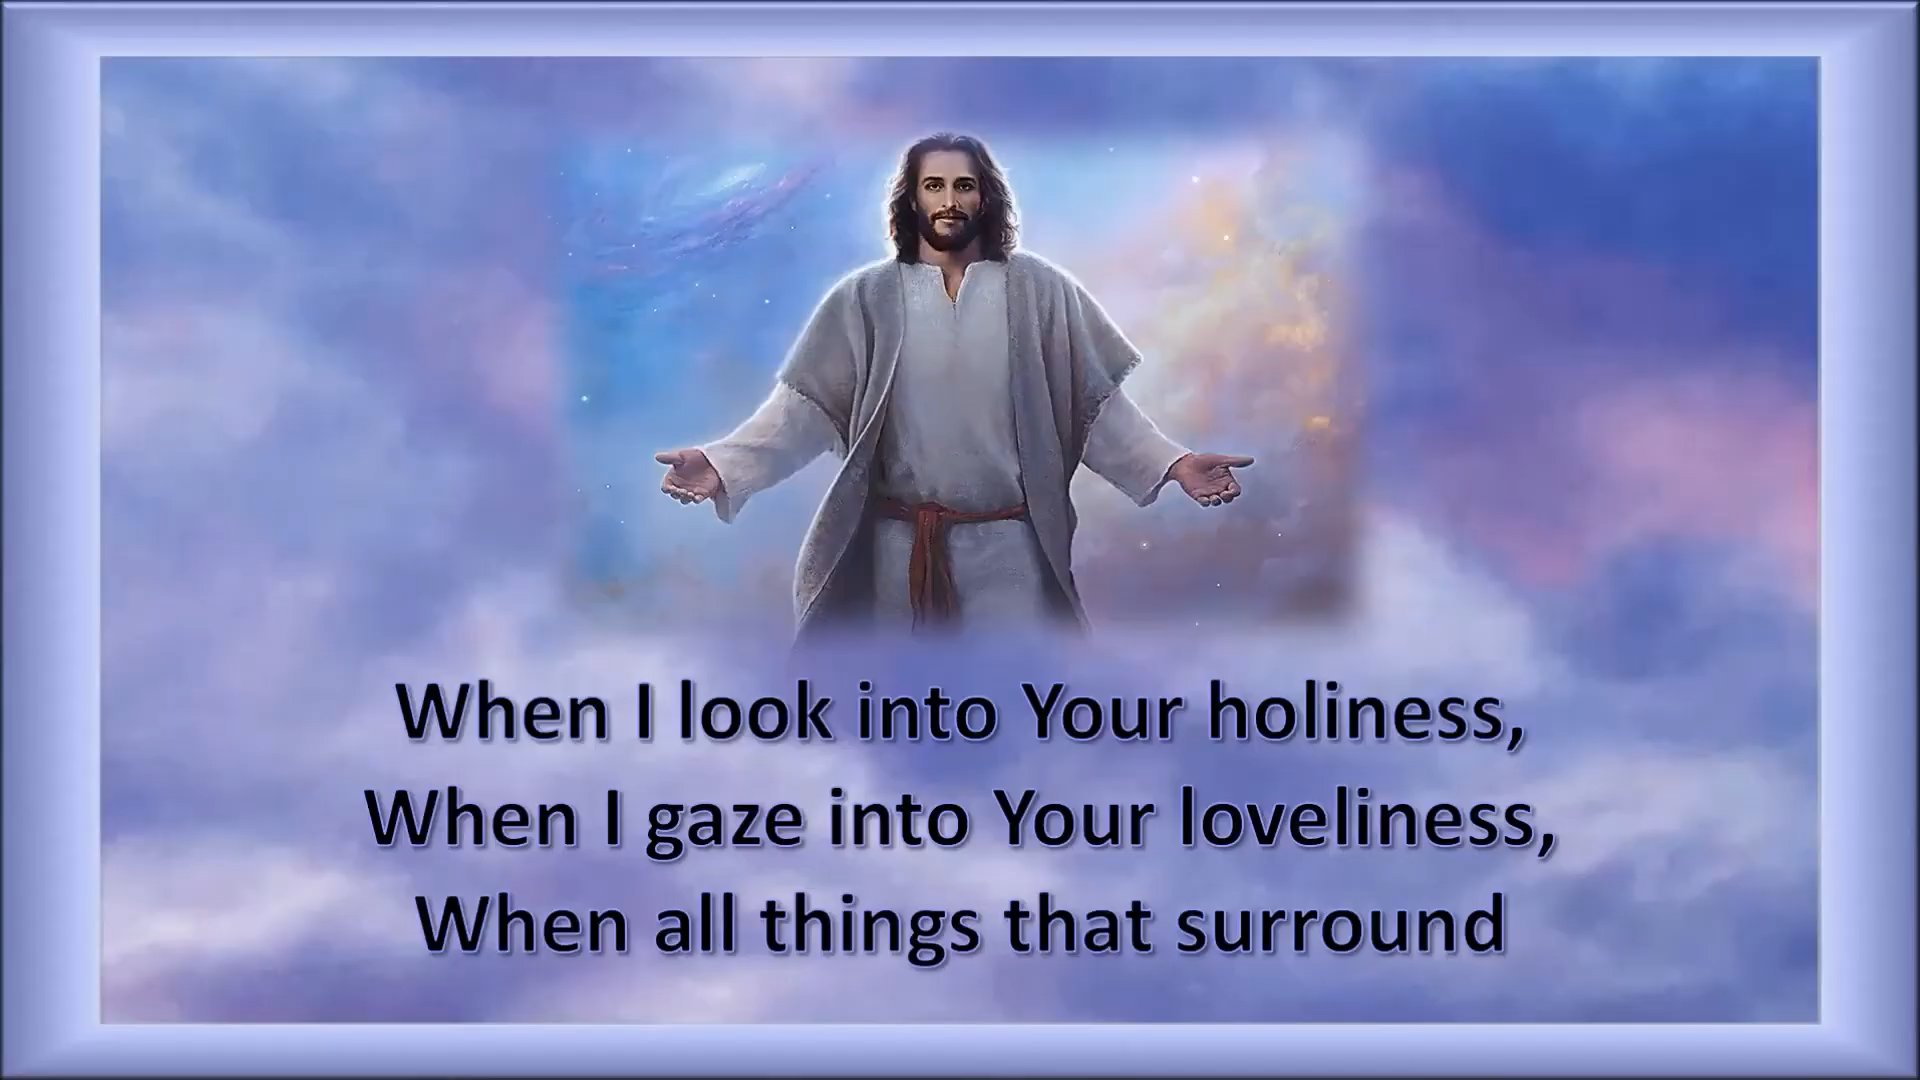 When I look into Your holiness,
When I gaze into Your loveliness,
When all things that surround